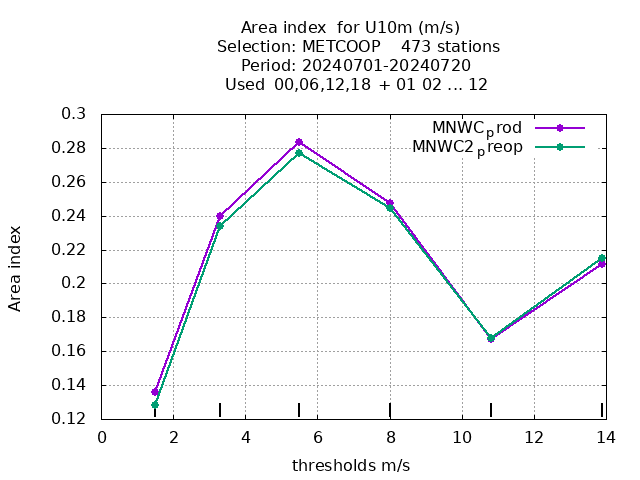 Area index  for U10m (m/s)
Selection: METCOOP    473 stations
Period: 20240701-20240720
Used  00,06,12,18  + 01 02 ... 12
MNWCprod
MNWC2preop
0.3
0.28
0.26
0.24
0.22
0.2
0.18
0.16
0.14
0.12
Area index
0 2 4 6 8 10 12 14
thresholds m/s